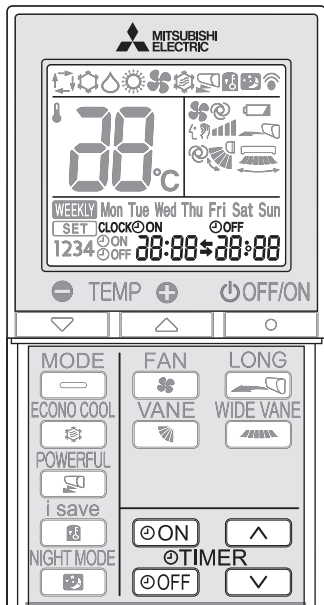 MITSUBISHI
ELECTRIC
88°C
WEEKLY Mon Tue Wed Thu Fri Sat Sun
SET CLOCK ON OFF
1234 ON OFF 88:88 88:88
TEMP OFF/ON
MODE FAN LONG
ECONO COOL VANE WIDE VANE
POWERFUL
i save
NIGHT MODE
ON
TIMER
OFF